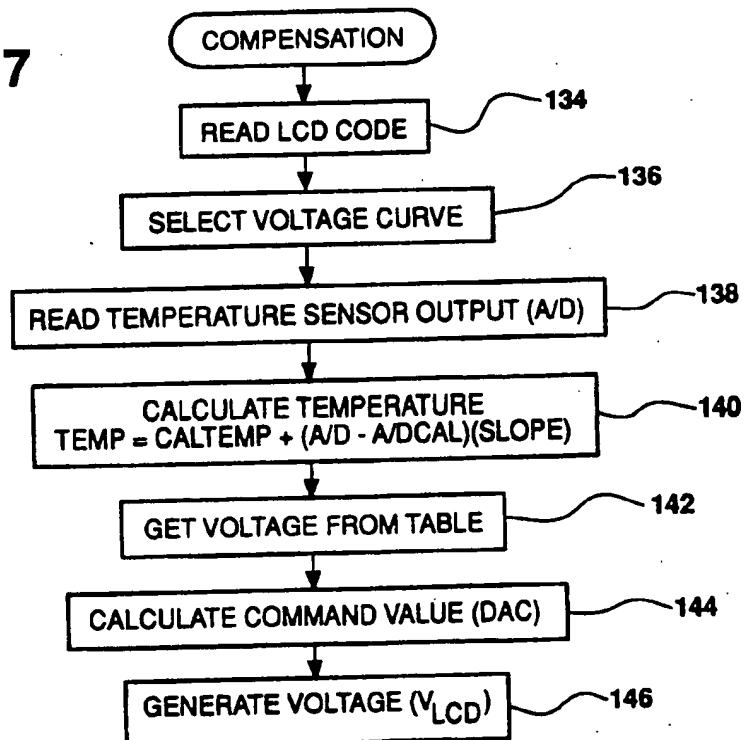 7
COMPENSATION
134
READ LCD CODE
136
SELECT VOLTAGE CURVE
138
READ TEMPERATURE SENSOR OUTPUT (A/D)
CALCULATE TEMPERATURE
140
TEMP = CALTEMP + (A/D - A/DCAL)(SLOPE)
142
GET VOLTAGE FROM TABLE
144
CALCULATE COMMAND VALUE (DAC)
146
GENERATE VOLTAGE (VLCD)